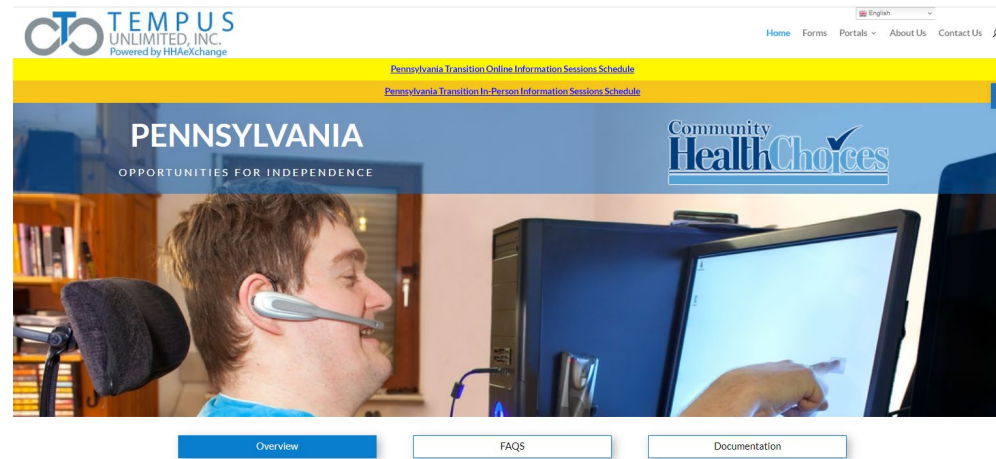 TEMPUS
UNLIMITED, INC.
Powered by HHAeXchange
English
Home Forms Portals About Us Contact Us
Pennsylvania Transition Online Information Sessions Schedule
Pennsylvania Transition In-Person Information Sessions Schedule
PENNSYLVANIA
OPPORTUNITIES FOR INDEPENDENCE
Community
HealthChoices
Overview
FAQS
Documentation